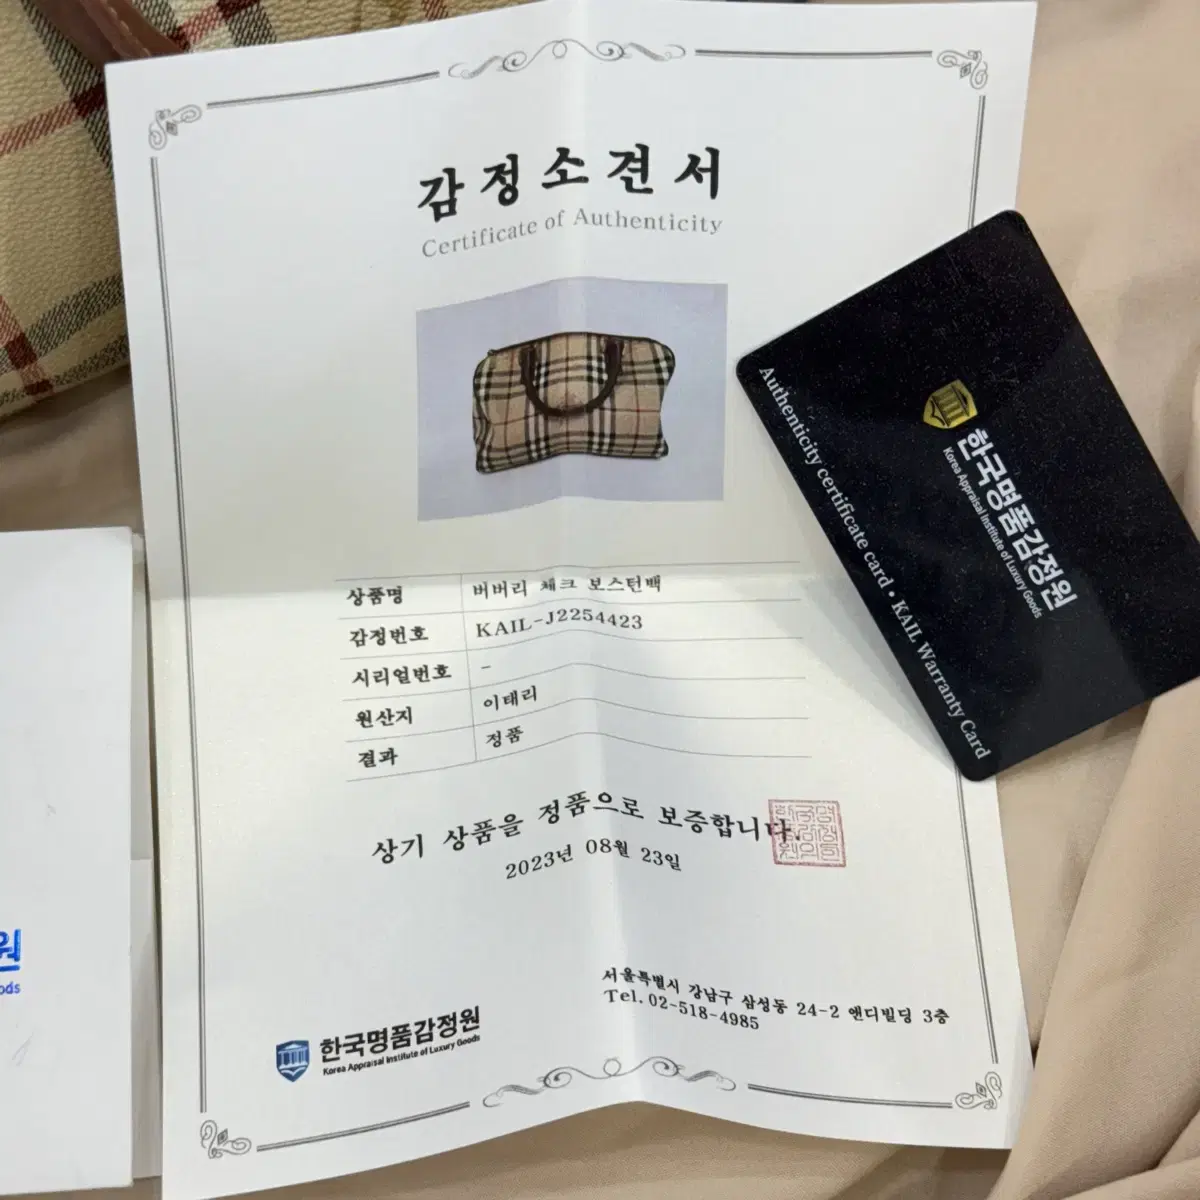 감정소견서
Certificate of Authenticity
상품명 버버리 체크 보스턴백
감정번호 KAIL-J2254423
시리얼번호 -
원산지 이태리
결과 정품
상기 상품을 정품으로 보증합니다.
2023년 08월 23일
서울특별시 강남구 삼성동 24-2 앤디빌딩 3층
Tel. 02-518-4985
한국명품감정원
Korea Appraisal Institute of Luxury Goods
한국명품감정원
Korea Appraisal Institute of Luxury Goods
Authenticity certificate card • KAIL Warranty Card
원
ods